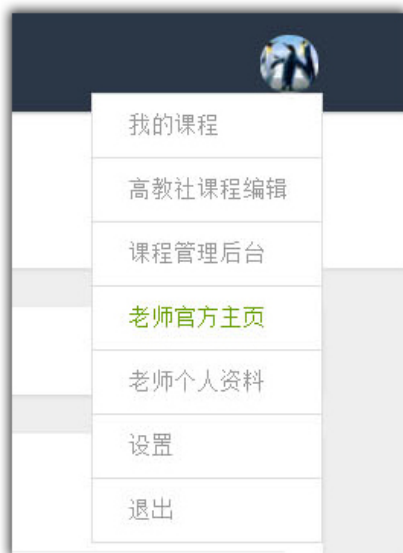 我的课程
高教社课程编辑
课程管理后台
老师官方主页
老师个人资料
设置
退出